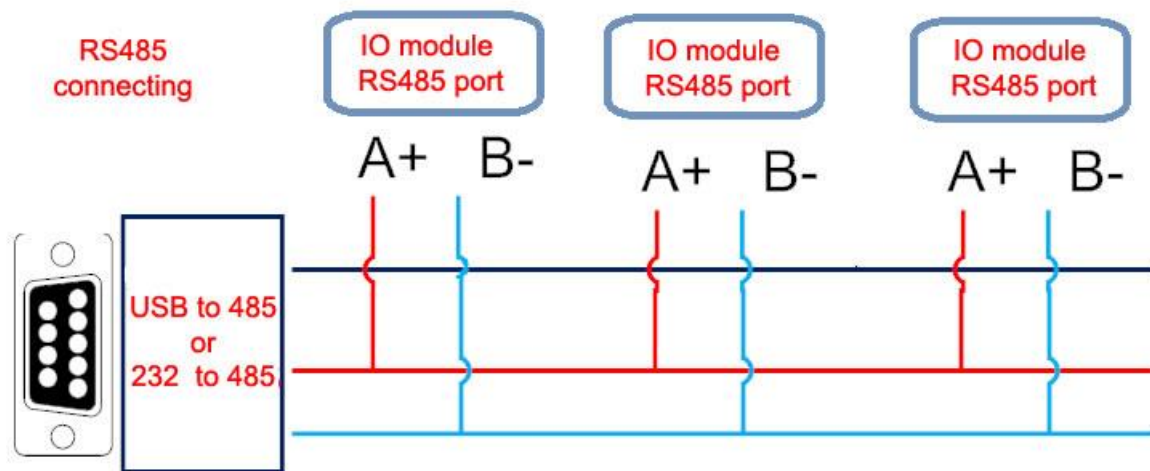 RS485
connecting
IO module
RS485 port
IO module
RS485 port
IO module
RS485 port
A+ B-
A+ B-
A+ B-
USB to 485
or
232 to 485